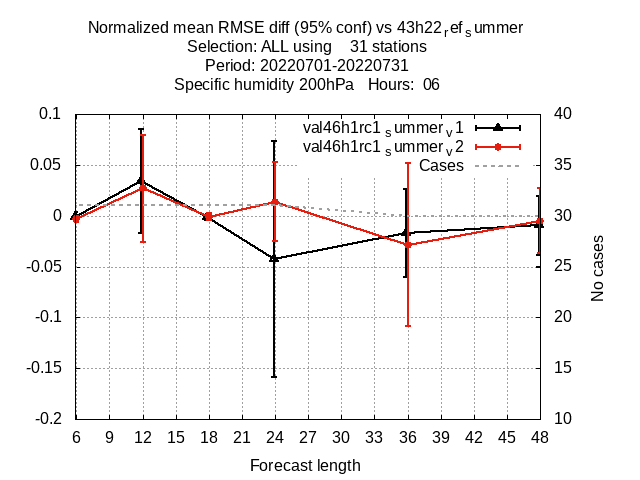 Normalized mean RMSE diff (95% conf) vs 43h22refsummer
Selection: ALL using 31 stations
Period: 20220701-20220731
Specific humidity 200hPa Hours: 06
0.1 40
val46h1rc1summerv1
val46h1rc1summerv2
0.05 Cases 35
0 30
-0.05 25
No cases
-0.1 20
-0.15 15
-0.2 10
6 9 12 15 18 21 24 27 30 33 36 39 42 45 48
Forecast length